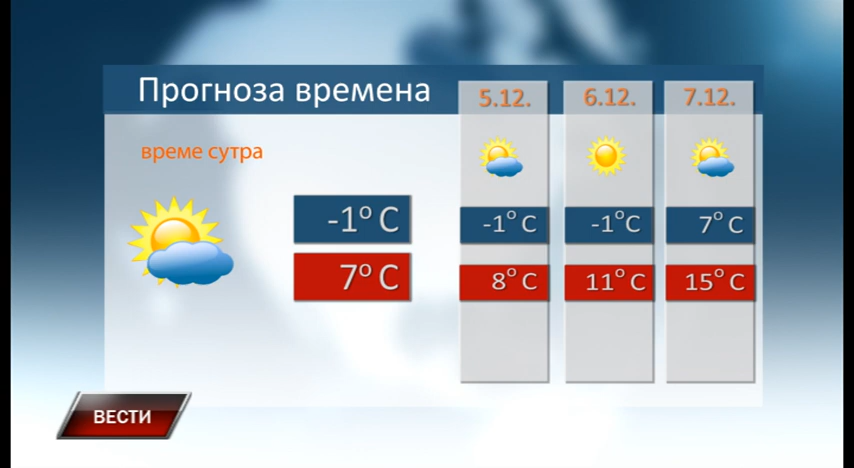 Прогноза времена
време сутра
-1° C
7° C
5.12.
-1° C
8° C
6.12.
-1°C
11° C
7.12.
7° C
15° C
ВЕСТИ